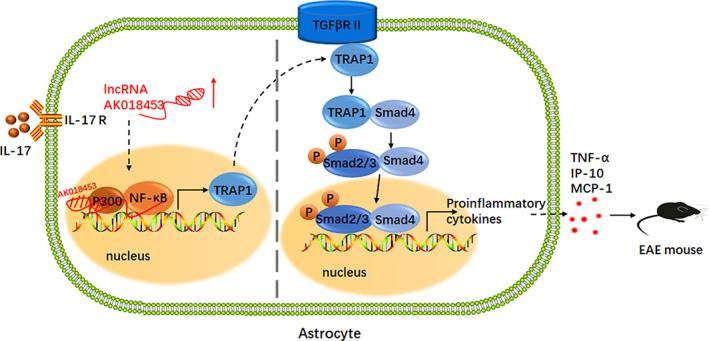 TGFβR II
TRAP1
lncRNA
AK018453
IL-17 R
IL-17
TRAP1
Smad4
P
P
Smad2/3
Smad4
AK018453
P300
NF-κB
TRAP1
nucleus
P
P
Smad2/3
Smad4
Proinflammatory
cytokines
nucleus
TNF-α
IP-10
MCP-1
EAE mouse
Astrocyte